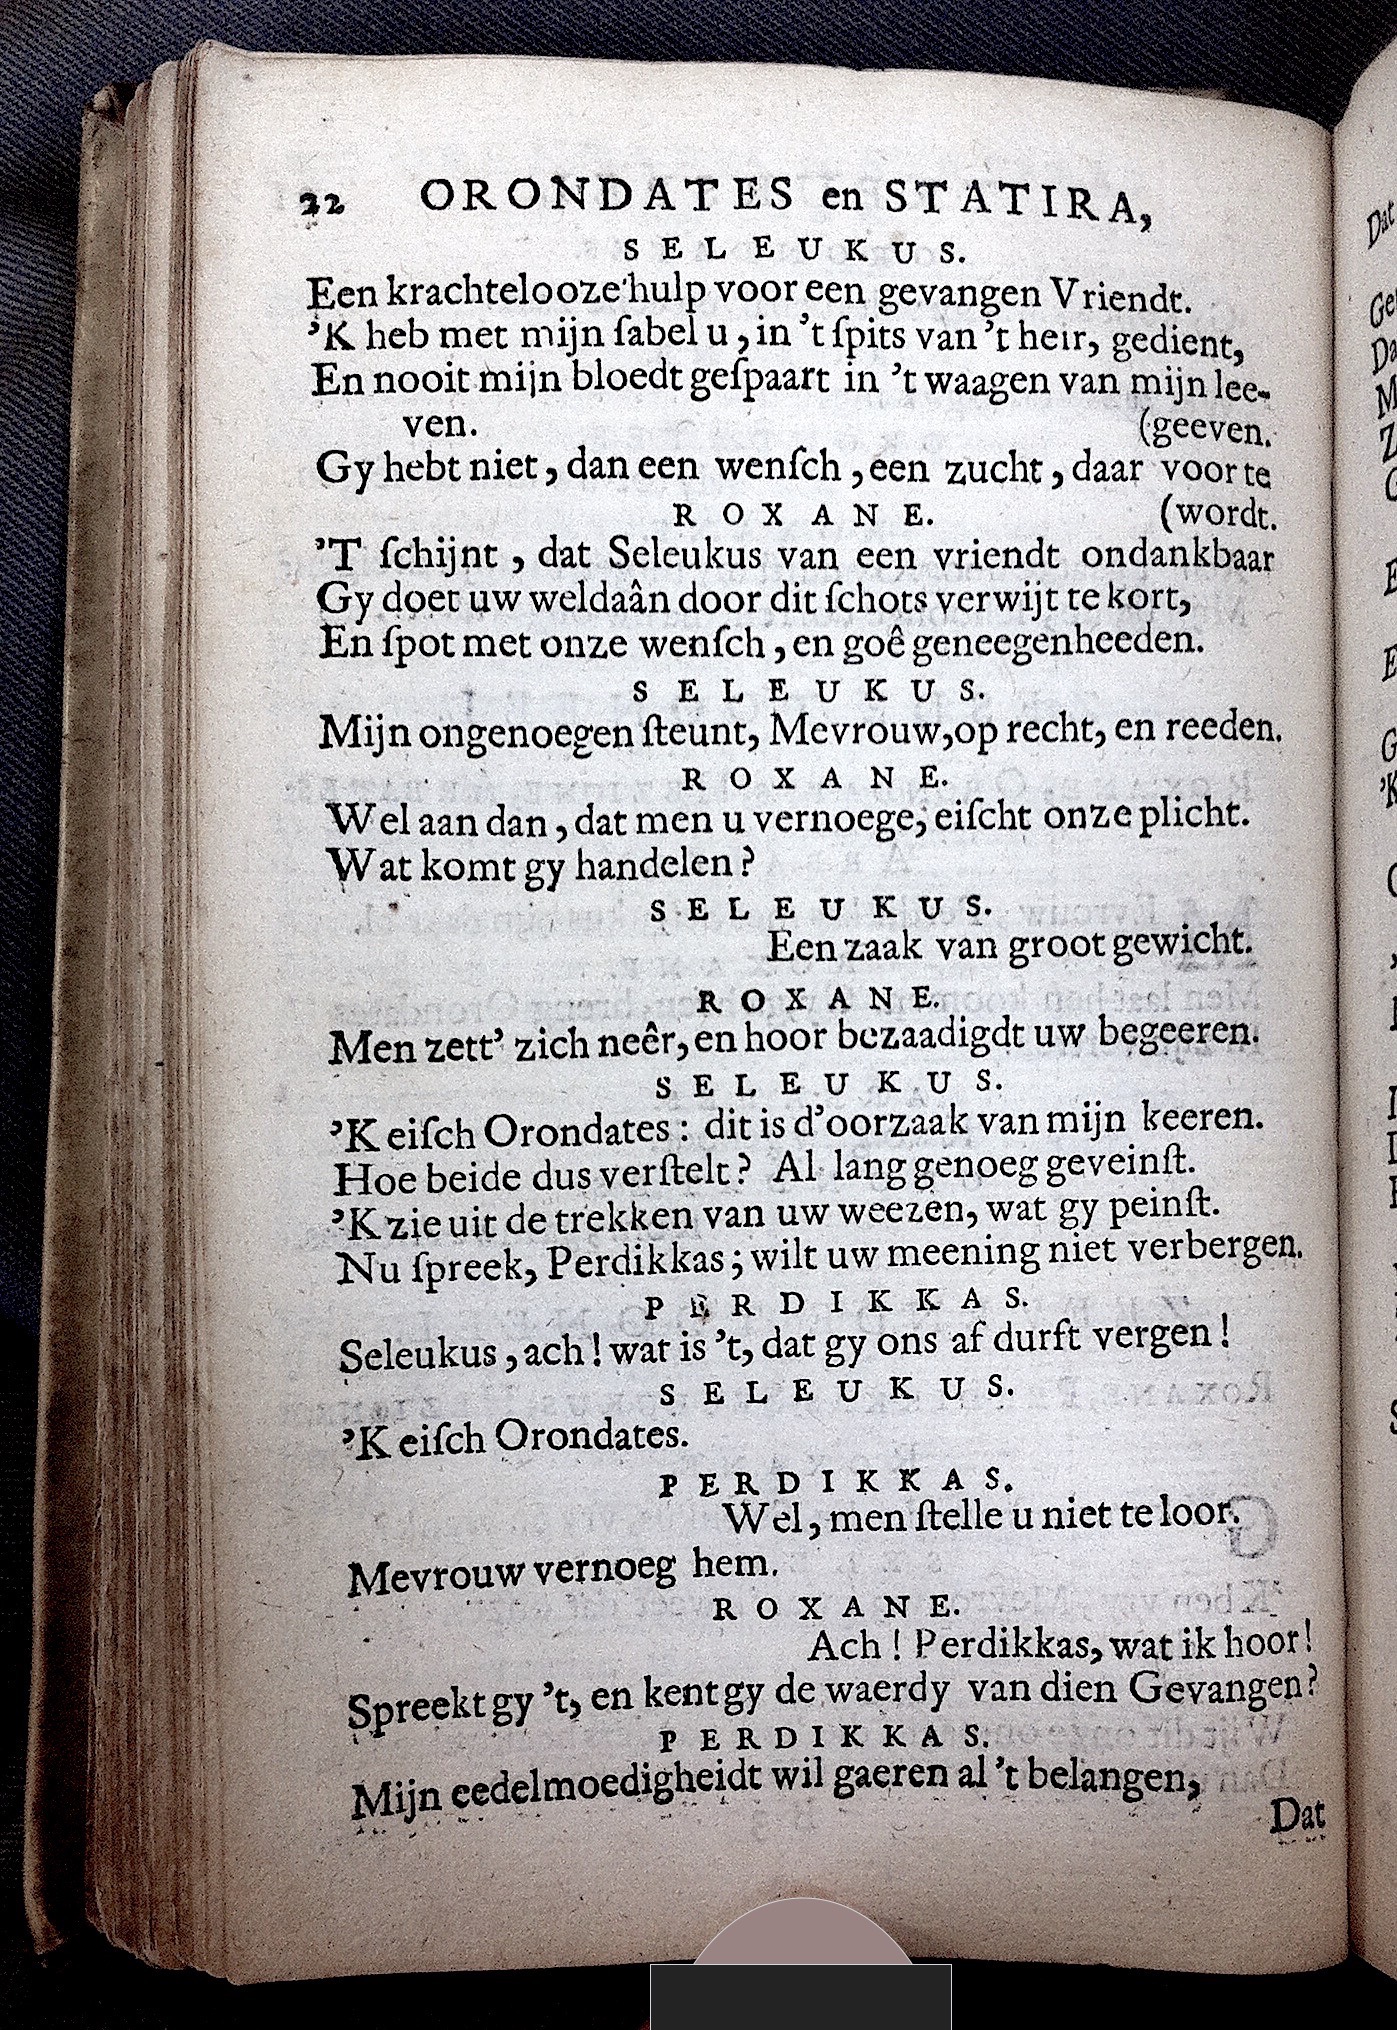 22 ORONDATES en STATIRA,
SELEUKUS.
Een krachtelooze hulp voor een gevangen Vriendt.
'K heb met mijn ſabel u, in 't ſpits van 't heir, gedient,
En nooit mijn bloedt geſpaart in 't waagen van mijn lee-
ven. (geeven.
Gy hebt niet, dan een wenſch, een zucht, daar voor te
ROXANE. (wordt.
'T ſchijnt, dat Seleukus van een vriendt ondankbaar
Gy doet uw weldaân door dit ſchots verwijt te kort,
En ſpot met onze wenſch, en goê geneegenheeden.
SELEUKUS.
Mijn ongenoegen ſteunt, Mevrouw, op recht, en reeden.
ROXANE.
Wel aan dan, dat men u vernoege, eiſcht onze plicht.
Wat komt gy handelen?
SELEUKUS.
Een zaak van groot gewicht.
ROXANE.
Men zett' zich neêr, en hoor bezaadigdt uw begeeren.
SELEUKUS.
'K eiſch Orondates: dit is d'oorzaak van mijn keeren.
Hoe beide dus verſtelt? Al lang genoeg geveinſt.
'K zie uit de trekken van uw weezen, wat gy peinſt.
Nu ſpreek, Perdikkas; wilt uw meening niet verbergen.
PERDIKKAS.
Seleukus, ach! wat is 't, dat gy ons af durft vergen!
SELEUKUS.
'K eiſch Orondates.
PERDIKKAS.
Wel, men ſtelle u niet te loor.
Mevrouw vernoeg hem.
ROXANE.
Ach! Perdikkas, wat ik hoor!
Spreekt gy 't, en kent gy de waerdy van dien Gevangen?
PERDIKKAS.
Mijn eedelmoedigheidt wil gaeren al 't belangen,
Dat